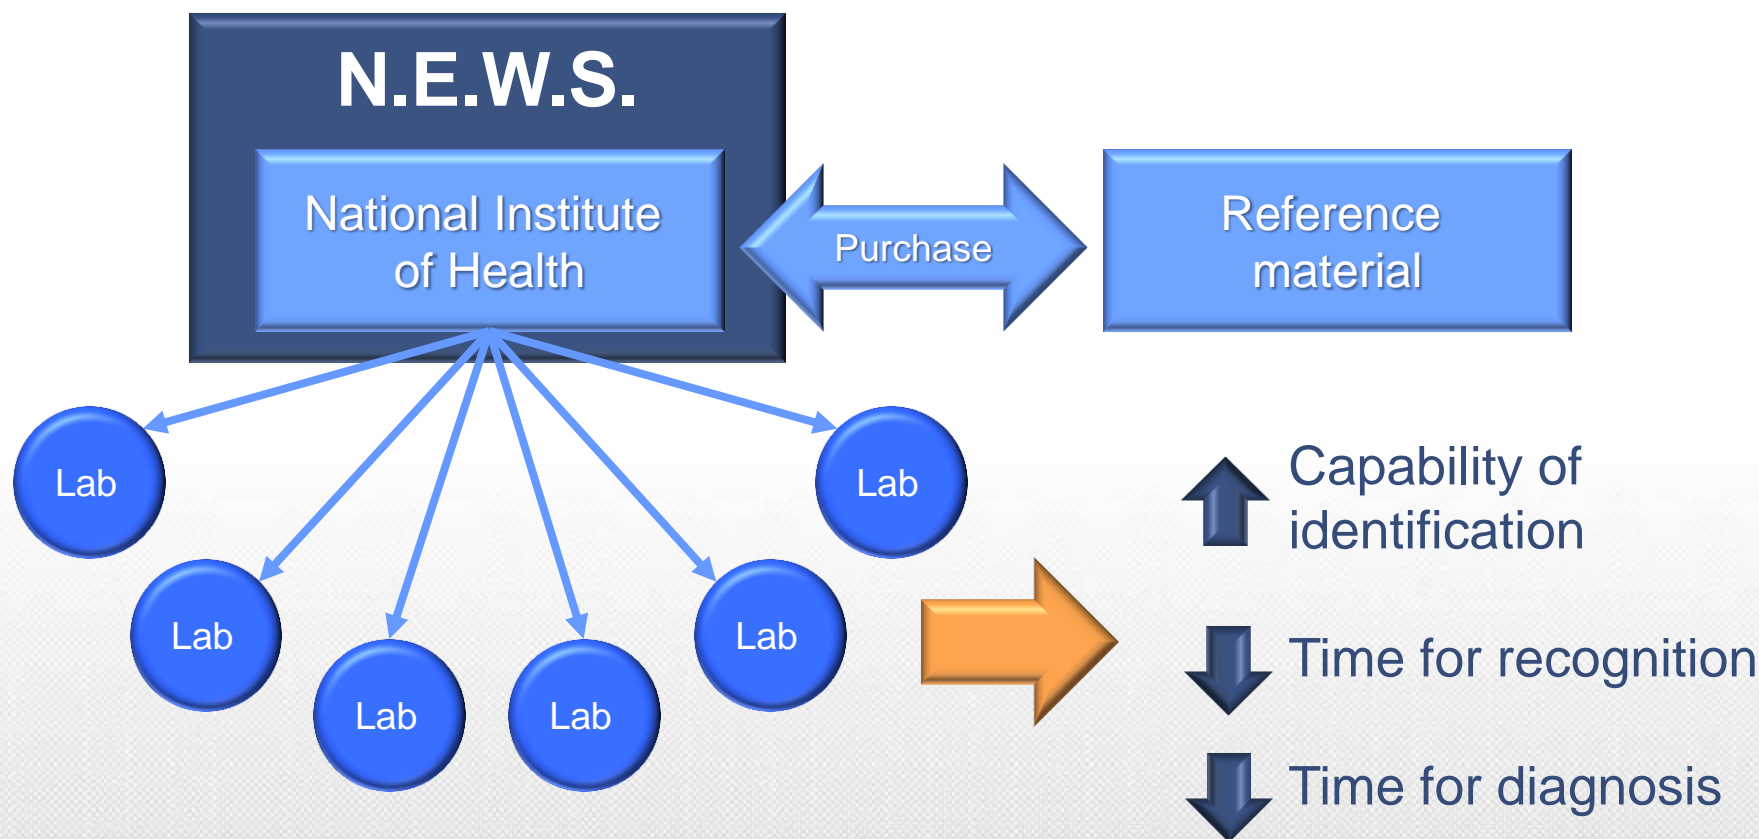 N.E.W.S.
National Institute
of Health
Purchase
Reference
material
Lab
Lab
Lab
Lab
Lab
Lab
Capability of
identification
Time for recognition
Time for diagnosis